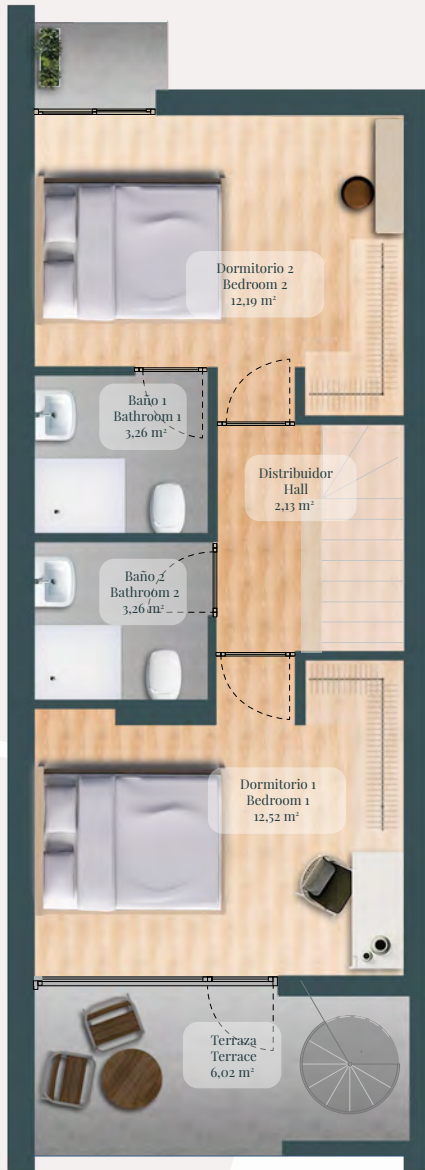 Dormitorio 2
Bedroom 2
12,19 m²
Baño 1
Bathroom 1
3,26 m²
Distribuidor
Hall
2,13 m²
Baño 2
Bathroom 2
3,26 m²
Dormitorio 1
Bedroom 1
12,52 m²
Terraza
Terrace
6,02 m²